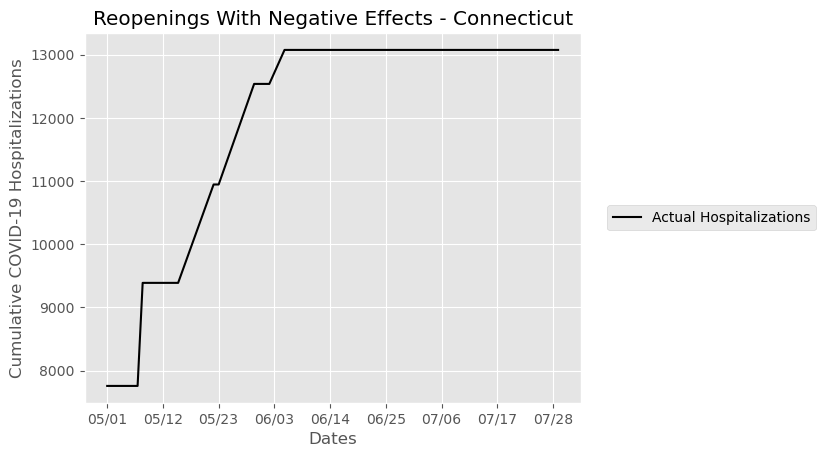 Reopenings With Negative Effects - Connecticut
Cumulative COVID-19 Hospitalizations
13000
12000
11000
10000
9000
8000
05/01 05/12 05/23 06/03 06/14 06/25 07/06 07/17 07/28
Dates
Actual Hospitalizations